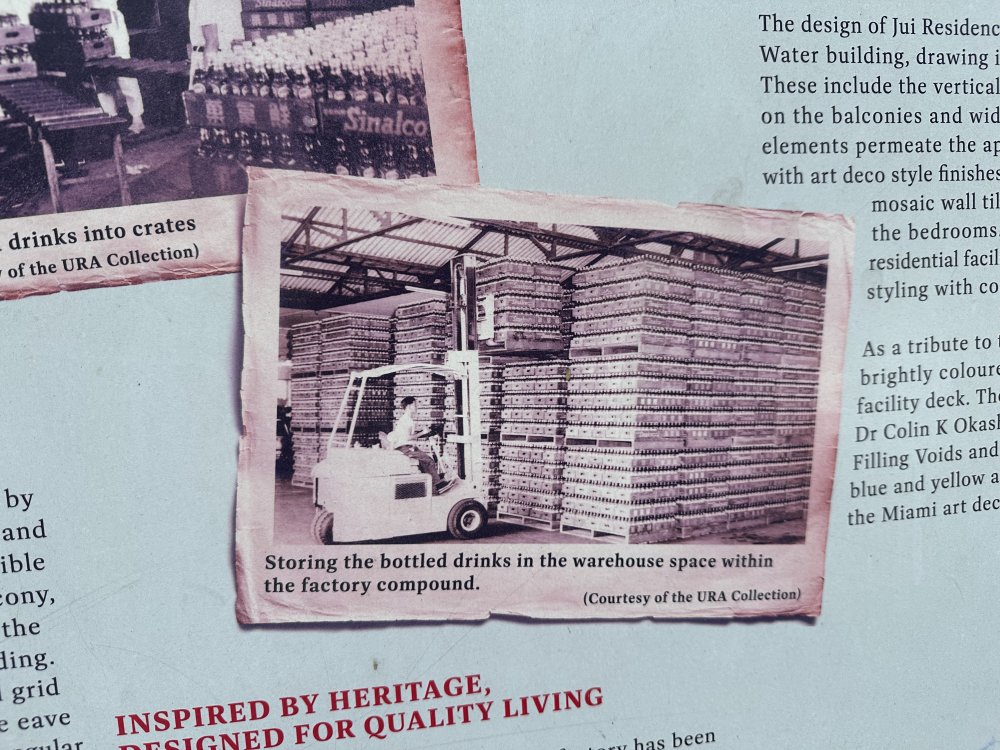 Sinalco
drinks into crates
of the URA Collection)
Storing the bottled drinks in the warehouse space within
the factory compound.
(Courtesy of the URA Collection)
by
and
ible
cony,
the
ding.
grid
e eave
gular
INSPIRED BY HERITAGE,
DESIGNED FOR QUALITY LIVING
has been
The design of Jui Residenc
Water building, drawing i
These include the vertical
on the balconies and wid
elements permeate the ap
with art deco style finishes
mosaic wall til
the bedrooms.
residential facil
styling with co
As a tribute to t
brightly coloure
facility deck. The
Dr Colin K Okash
Filling Voids and
blue and yellow a
the Miami art dec